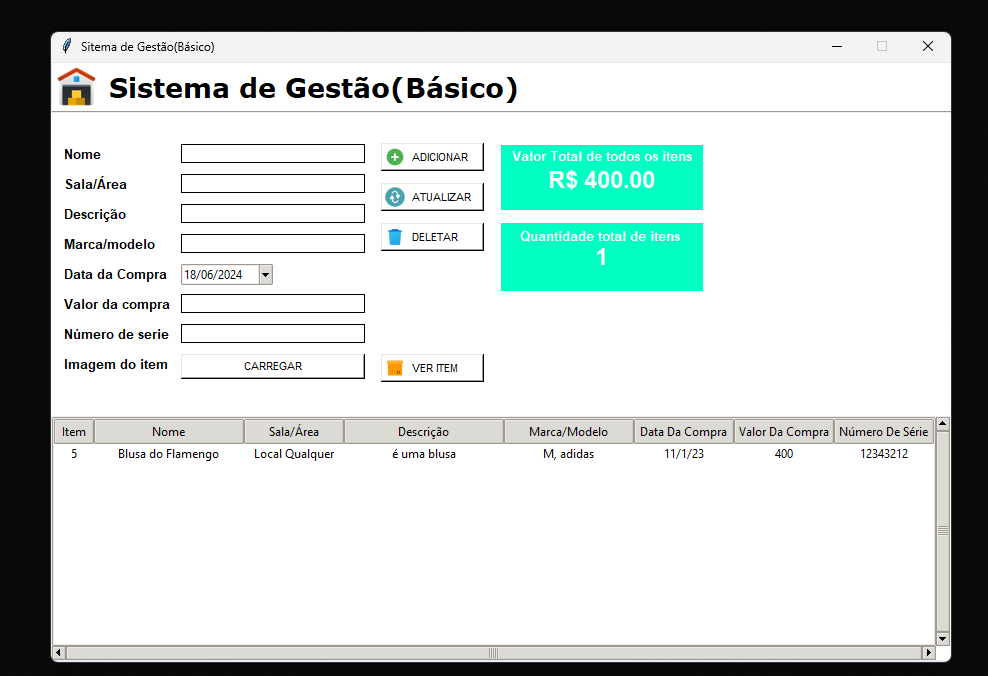 Sitema de Gestão(Básico)
Sistema de Gestão(Básico)
Nome
Sala/Área
Descrição
Marca/modelo
Data da Compra 18/06/2024
Valor da compra
Número de serie
Imagem do item CARREGAR
ADICIONAR
ATUALIZAR
DELETAR
VER ITEM
Valor Total de todos os itens
R$ 400.00
Quantidade total de itens
1
Item Nome Sala/Área Descrição Marca/Modelo Data Da Compra Valor Da Compra Número De Série
5 Blusa do Flamengo Local Qualquer é uma blusa M, adidas 11/1/23 400 12343212